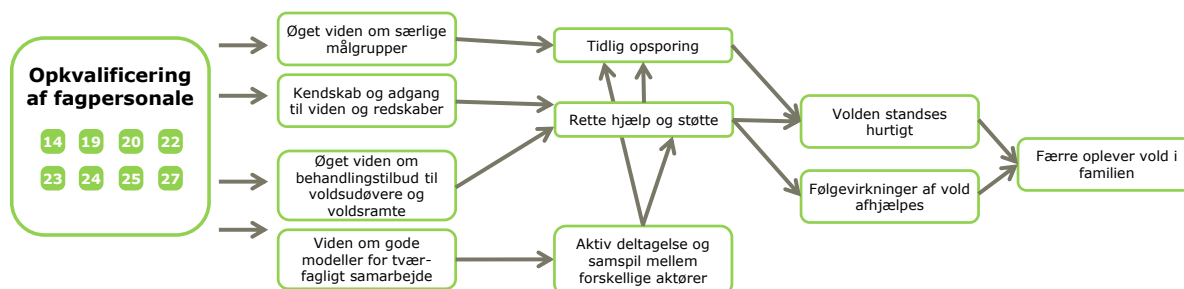 Opkvalificering
af fagpersonale
14 19 20 22
23 24 25 27
Øget viden om særlige
målgrupper
Kendskab og adgang
til viden og redskaber
Øget viden om
behandlingstilbud til
voldsudøvere og
voldsramte
Viden om gode
modeller for tvær-
fagligt samarbejde
Tidlig opsporing
Rette hjælp og støtte
Aktiv deltagelse og
samspil mellem
forskellige aktører
Volden standses
hurtigt
Følgevirkninger af vold
afhjælpes
Færre oplever vold i
familien